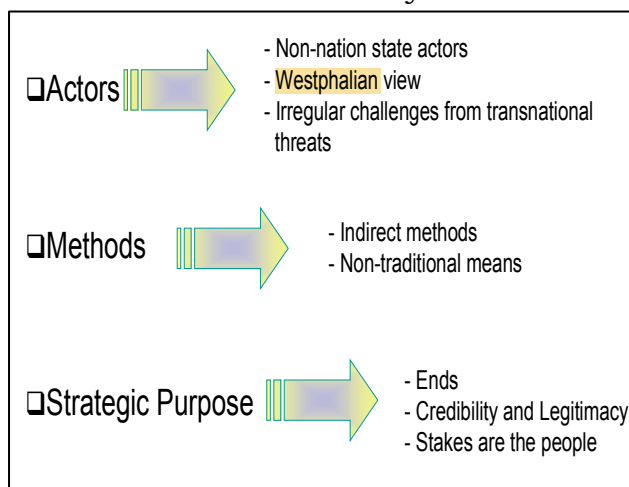 ❑Actors
- Non-nation state actors
- Westphalian view
- Irregular challenges from transnational
threats
❑Methods
- Indirect methods
- Non-traditional means
❑Strategic Purpose
- Ends
- Credibility and Legitimacy
- Stakes are the people